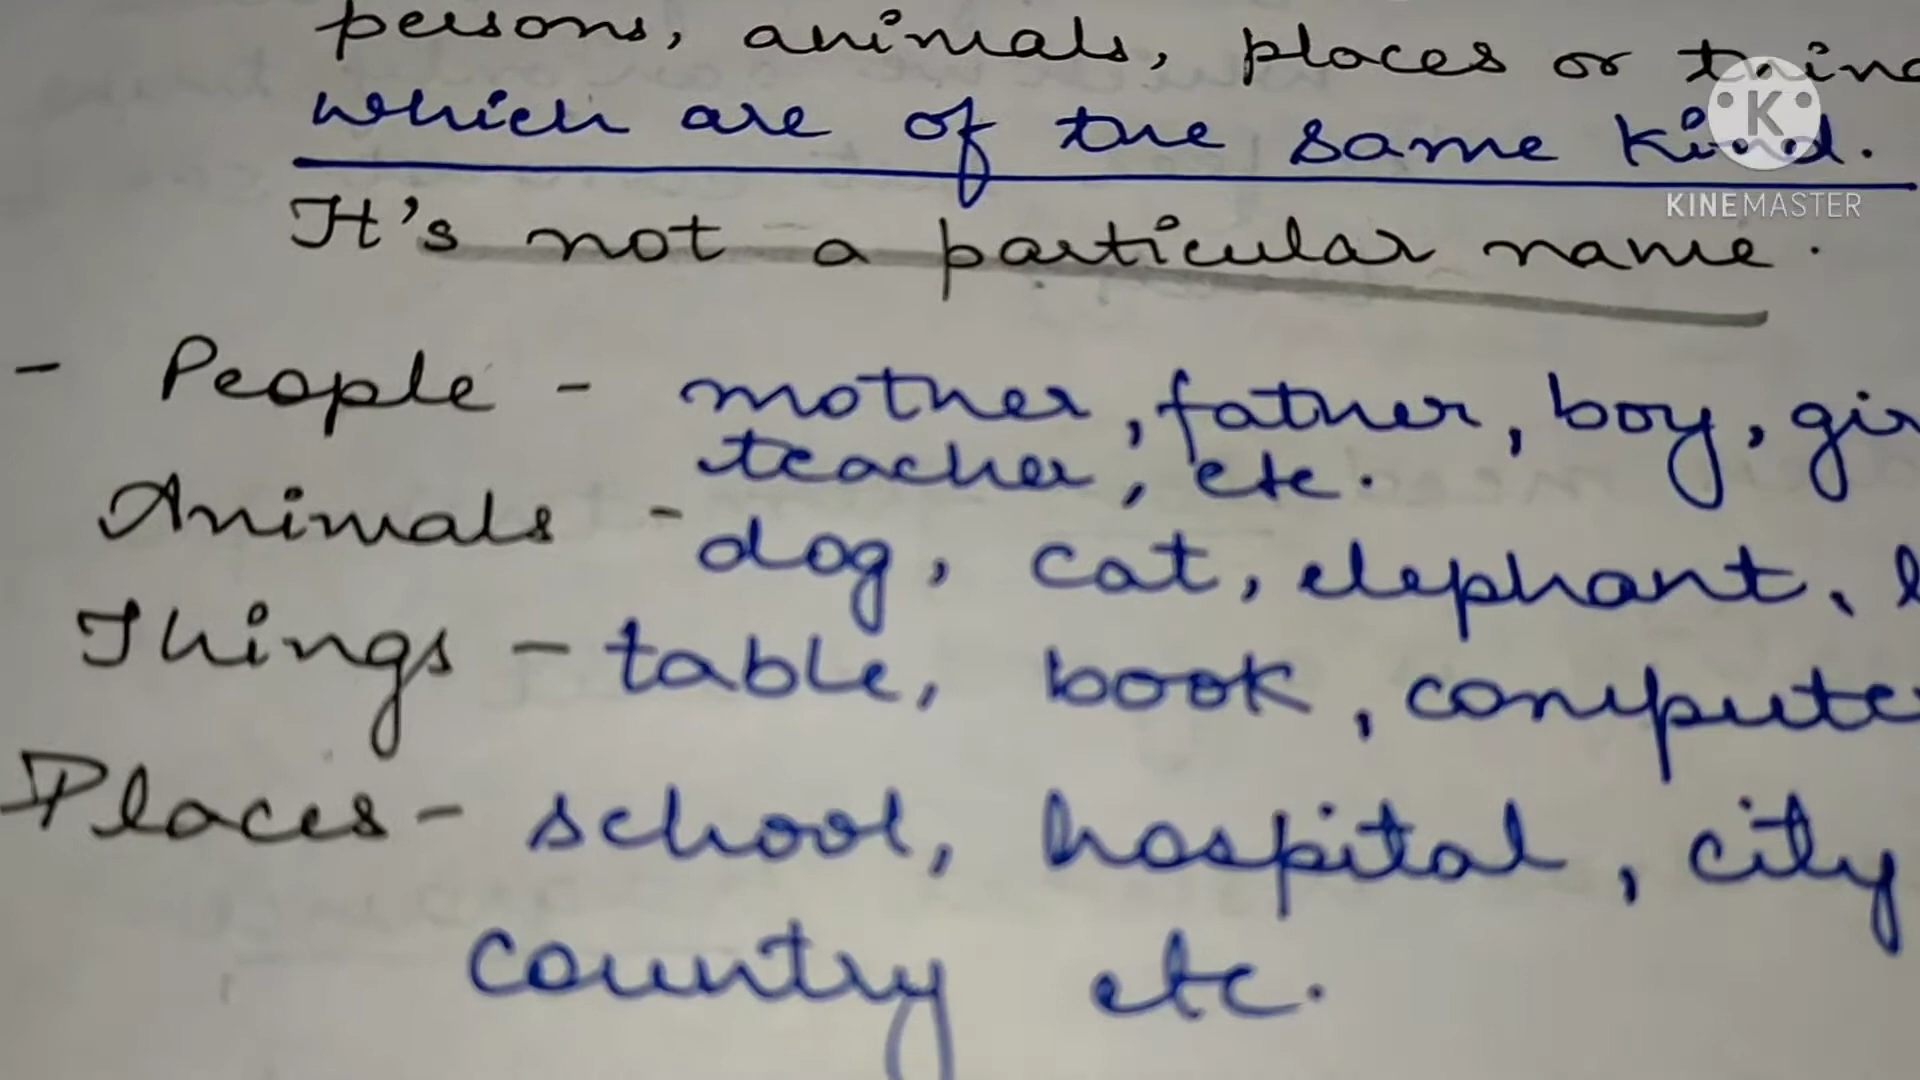 persons, animals, places or
which are of the same kind.
KINEMASTER
It's not a particular name.
- People - mother, father, boy,
teacher, etc.
Animals - dog, cat, elephant,
Things - table, book,
Places - school, hospital, city
country etc.